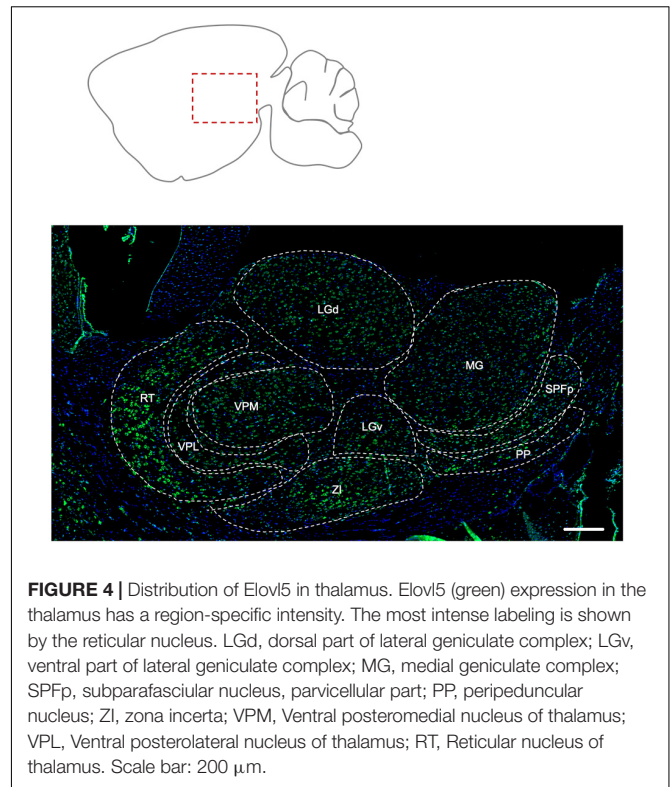 LGd
MG
SPFp
RT
VPM
LGv
VPL
PP
ZI
FIGURE 4 | Distribution of Elovl5 in thalamus. Elovl5 (green) expression in the
thalamus has a region-specific intensity. The most intense labeling is shown
by the reticular nucleus. LGd, dorsal part of lateral geniculate complex; LGv,
ventral part of lateral geniculate complex; MG, medial geniculate complex;
SPFp, subparafasciular nucleus, parvicellular part; PP, peripeduncular
nucleus; ZI, zona incerta; VPM, Ventral posteromedial nucleus of thalamus;
VPL, Ventral posterolateral nucleus of thalamus; RT, Reticular nucleus of
thalamus. Scale bar: 200 μm.